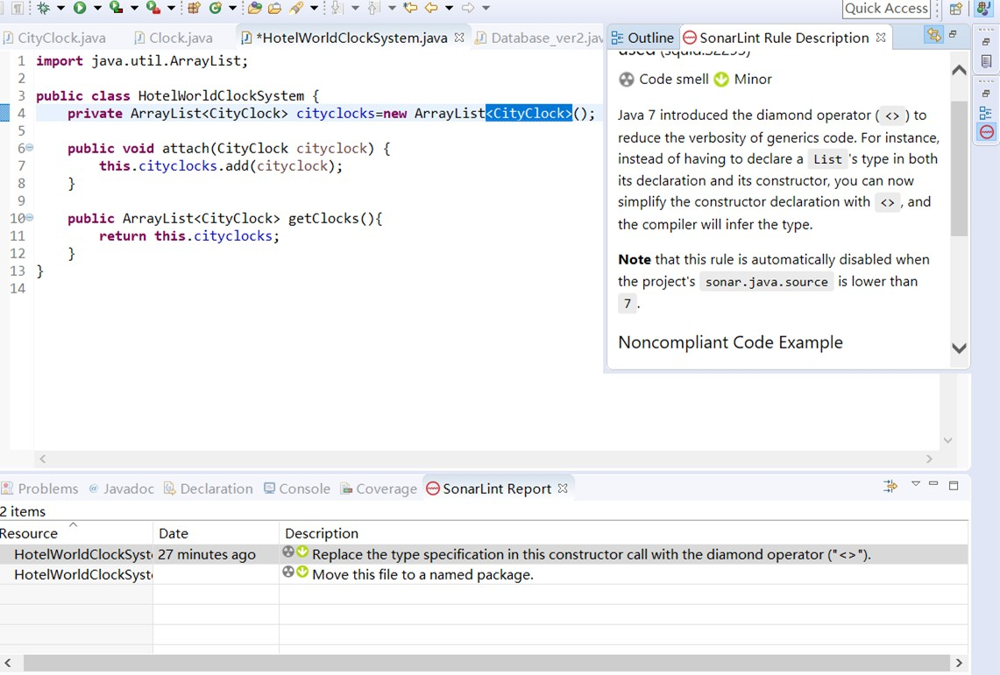 Quick Access
CityClock.java
Clock.java
*HotelWorldClockSystem.java
Database_ver2.jav
Outline
SonarLint Rule Description
1 import java.util.ArrayList;
2
3 public class HotelWorldClockSystem {
4 private ArrayList<CityClock> cityclocks=new ArrayList<CityClock>();
5
6 public void attach(CityClock cityclock) {
7 this.cityclocks.add(cityclock);
8 }
9
10 public ArrayList<CityClock> getClocks(){
11 return this.cityclocks;
12 }
13 }
14
used (squid:S2293)
Code smell Minor
Java 7 introduced the diamond operator ( <> ) to
reduce the verbosity of generics code. For instance,
instead of having to declare a List 's type in both
its declaration and its constructor, you can now
simplify the constructor declaration with <> , and
the compiler will infer the type.
Note that this rule is automatically disabled when
the project's sonar.java.source is lower than
7 .
Noncompliant Code Example
Problems
Javadoc
Declaration
Console
Coverage
SonarLint Report
2 items
Resource Date Description
HotelWorldClockSyste 27 minutes ago Replace the type specification in this constructor call with the diamond operator ("<>").
HotelWorldClockSyste Move this file to a named package.